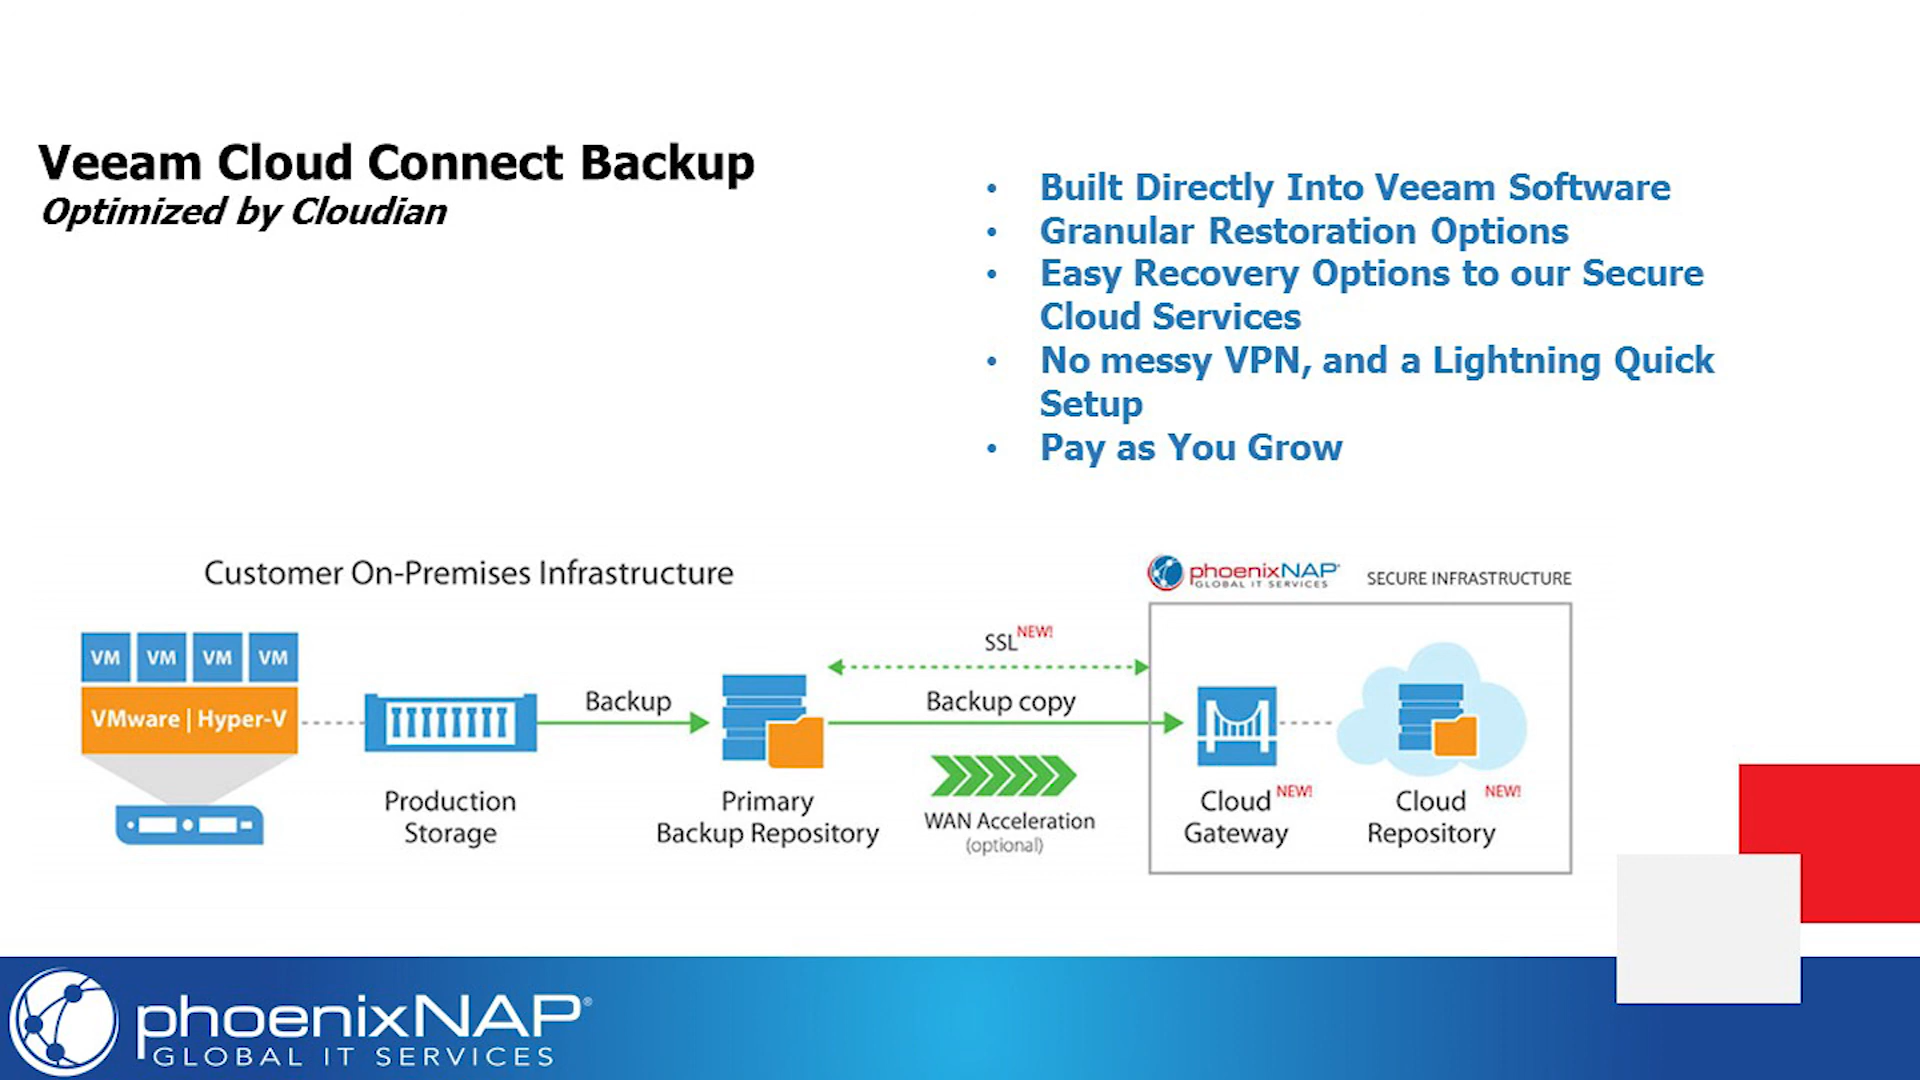 Veeam Cloud Connect Backup
Optimized by Cloudian
• Built Directly Into Veeam Software
• Granular Restoration Options
• Easy Recovery Options to our Secure
Cloud Services
• No messy VPN, and a Lightning Quick
Setup
• Pay as You Grow
Customer On-Premises Infrastructure
phoenixNAP®
GLOBAL IT SERVICES
SECURE INFRASTRUCTURE
VM VM VM VM
VMware | Hyper-V
Production
Storage
Backup
Primary
Backup Repository
SSL NEW!
Backup copy
WAN Acceleration
(optional)
Cloud NEW!
Gateway
Cloud NEW!
Repository
phoenixNAP®
GLOBAL IT SERVICES